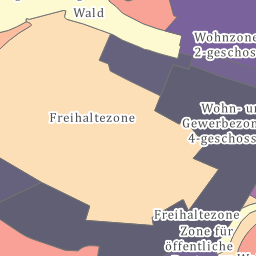 Wald
Wohnzone
2-geschos
Freihaltezone
Wohn- u
Gewerbezon
4-geschoss
Freihaltezone
Zone für
öffentliche